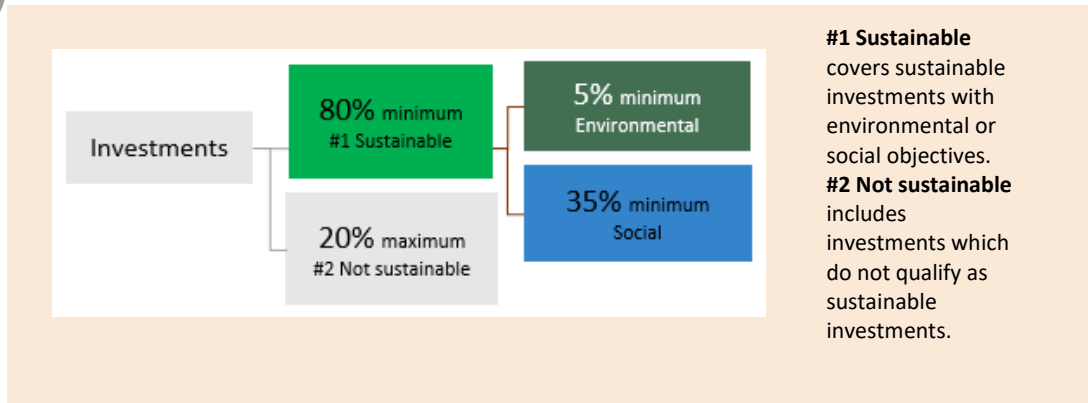 Investments
80% minimum
#1 Sustainable
20% maximum
#2 Not sustainable
5% minimum
Environmental
35% minimum
Social
#1 Sustainable
covers sustainable
investments with
environmental or
social objectives.
#2 Not sustainable
includes
investments which
do not qualify as
sustainable
investments.